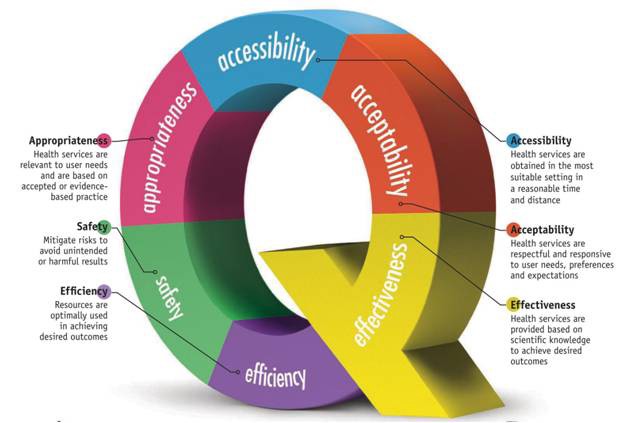 accessibility
acceptability
appropriateness
effectiveness
safety
efficiency
Appropriateness
Health services are
relevant to user needs
and are based on
accepted or evidence-
based practice
Safety
Mitigate risks to
avoid unintended
or harmful results
Efficiency
Resources are
optimally used
in achieving
desired outcomes
Accessibility
Health services are
obtained in the most
suitable setting in
a reasonable time
and distance
Acceptability
Health services are
respectful and responsive
to user needs, preferences
and expectations
Effectiveness
Health services are
provided based on
scientific knowledge
to achieve desired
outcomes